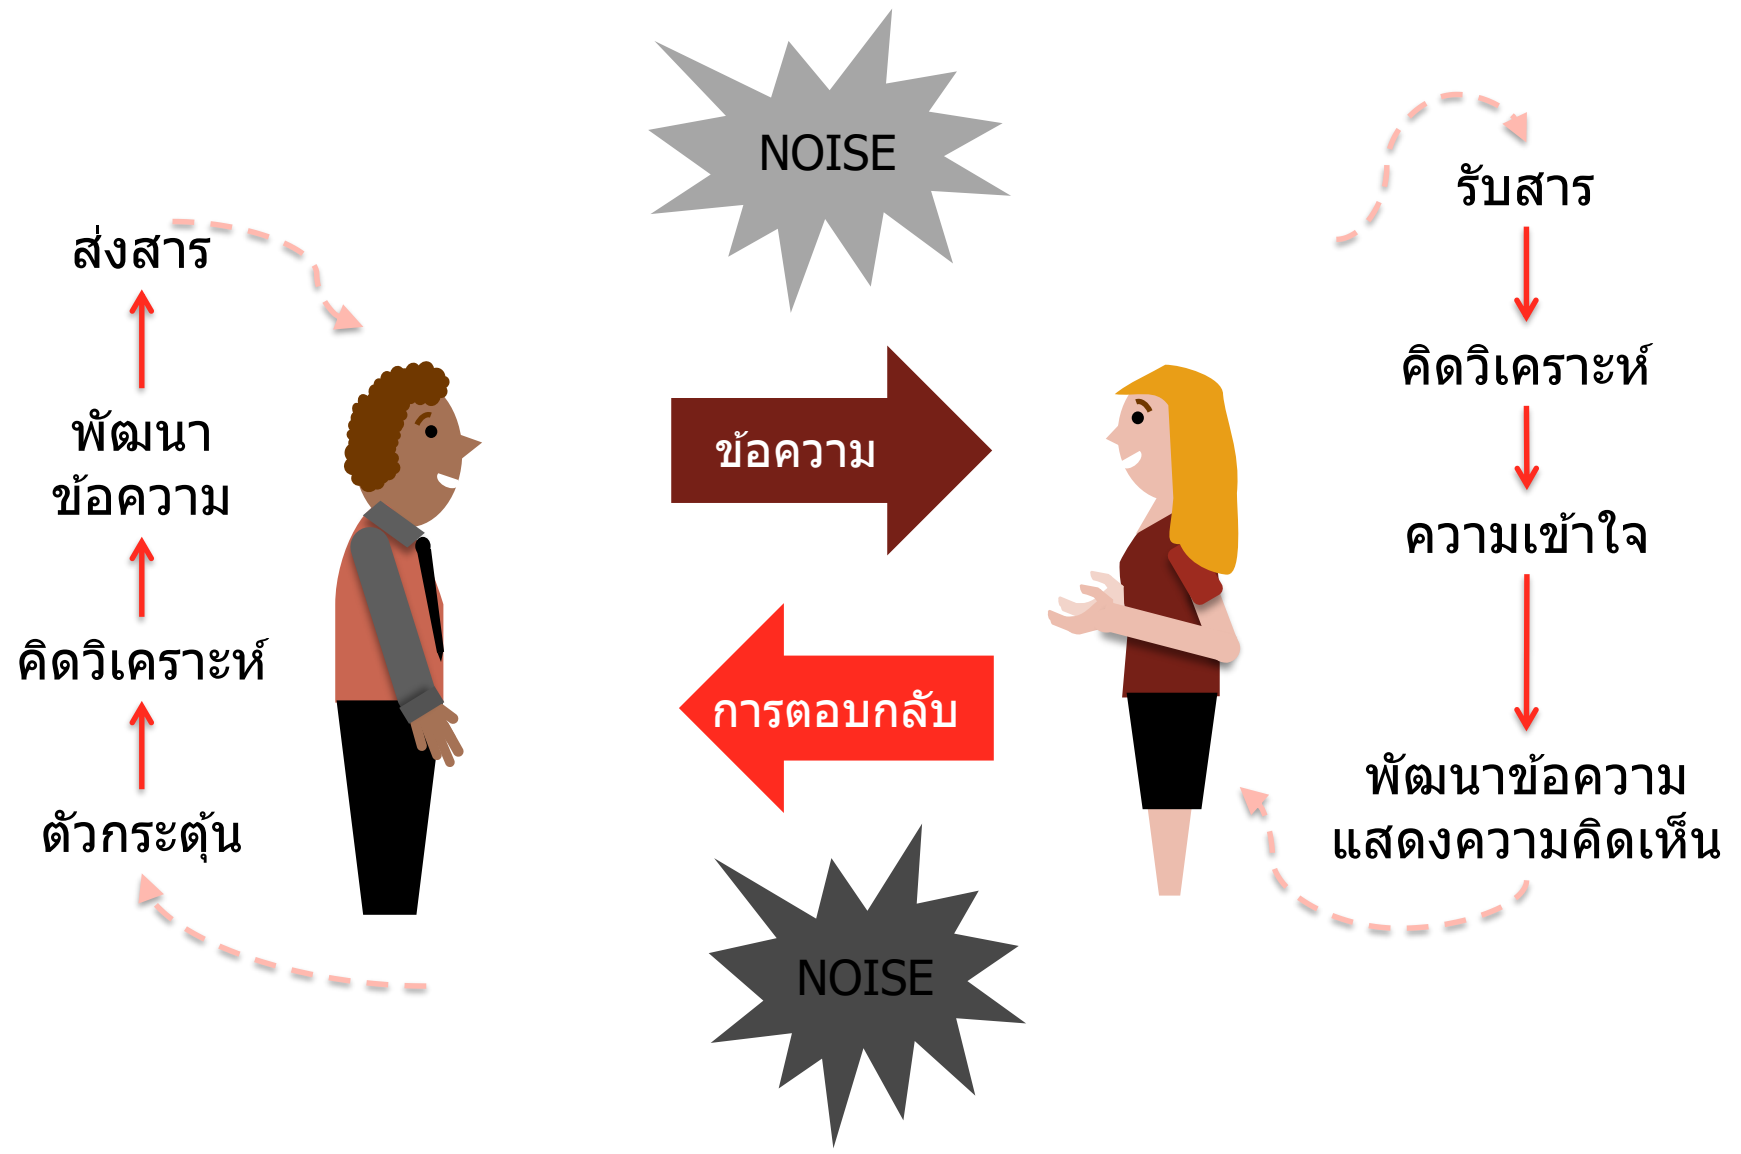 NOISE
ส่งสาร
พัฒนา
ข้อความ
คิดวิเคราะห์
ตัวกระตุ้น
ข้อความ
การตอบกลับ
NOISE
รับสาร
คิดวิเคราะห์
ความเข้าใจ
พัฒนาข้อความ
แสดงความคิดเห็น